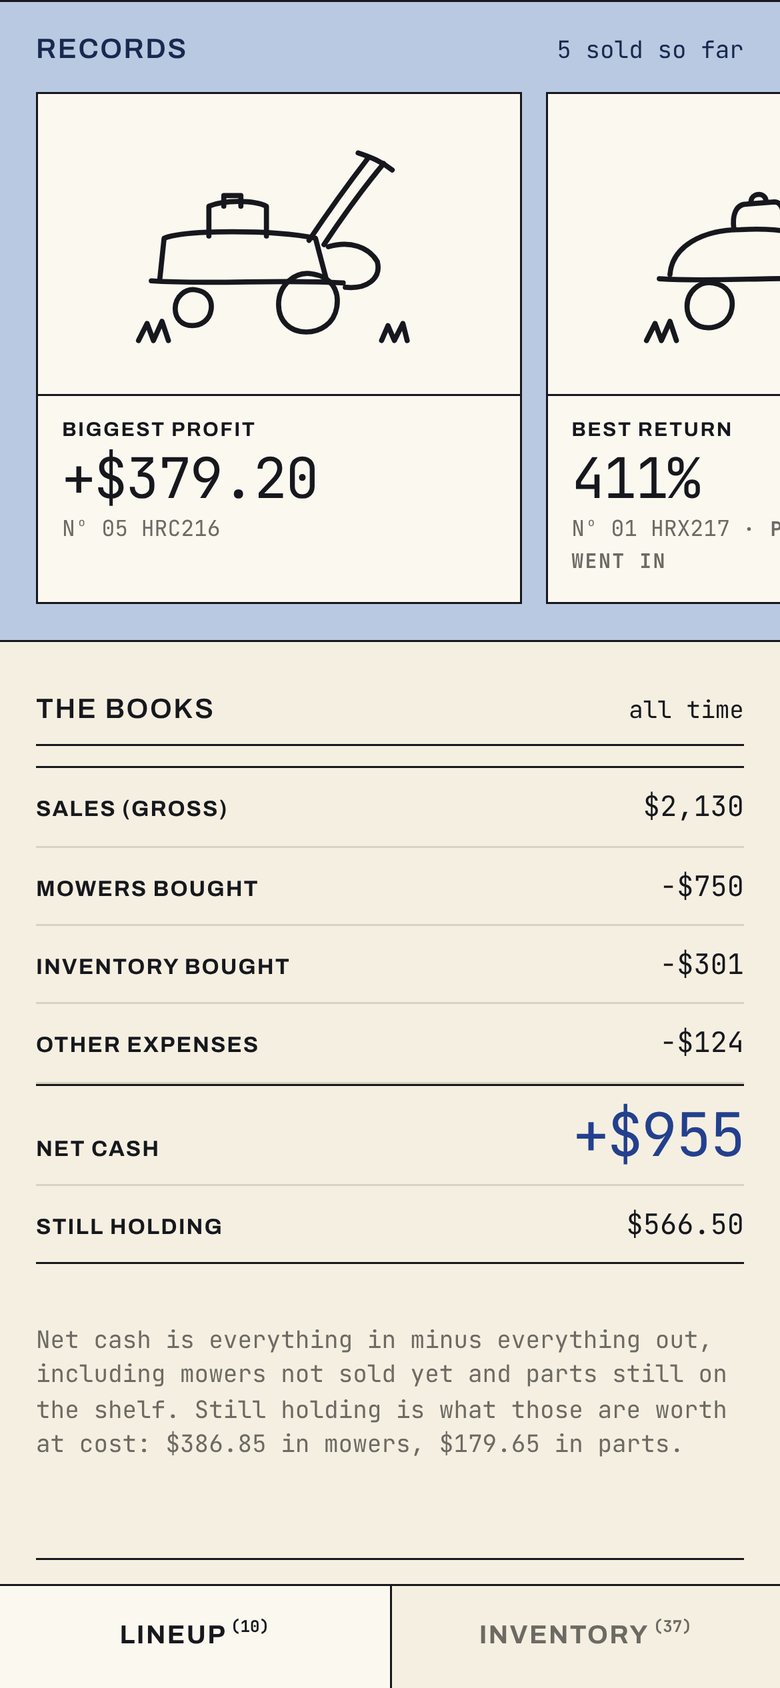 RECORDS
5 sold so far
BIGGEST PROFIT
+$379.20
Nº 05 HRC216
BEST RETURN
411%
Nº 01 HRX217 ·
WENT IN
THE BOOKS
all time
SALES (GROSS)
$2,130
MOWERS BOUGHT
-$750
INVENTORY BOUGHT
-$301
OTHER EXPENSES
-$124
NET CASH
+$955
STILL HOLDING
$566.50
Net cash is everything in minus everything out,
including mowers not sold yet and parts still on
the shelf. Still holding is what those are worth
at cost: $386.85 in mowers, $179.65 in parts.
LINEUP (10)
INVENTORY (37)